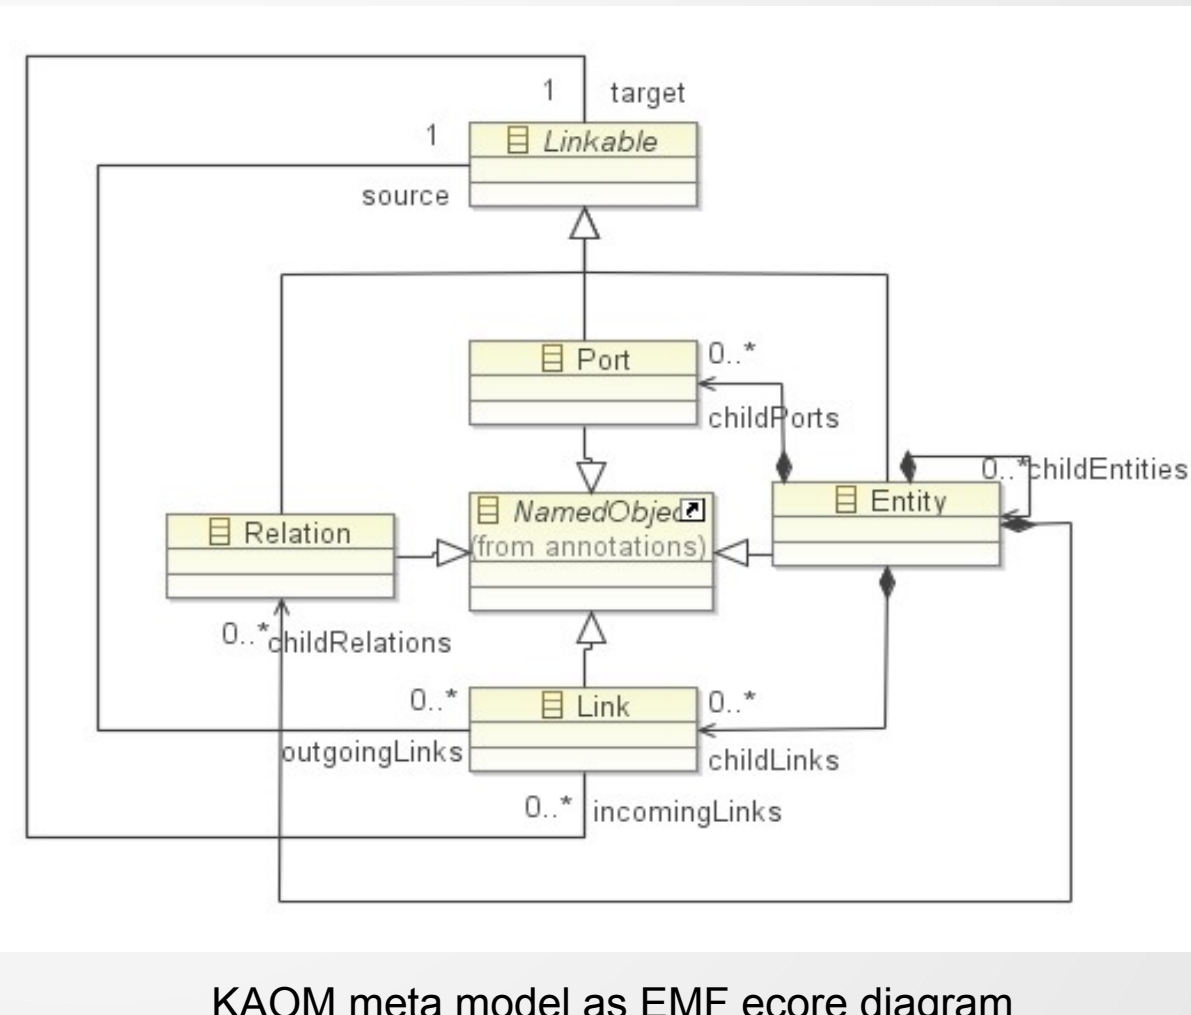 1 target
1
Linkable
source
Port
0..*
childPorts
0..*childEntities
Entity
NamedObjec
(from annotations)
Relation
0..*childRelations
0..*
Link
0..*
outgoingLinks
childLinks
0..*
incomingLinks
KAOM meta model as EMF ecore diagram